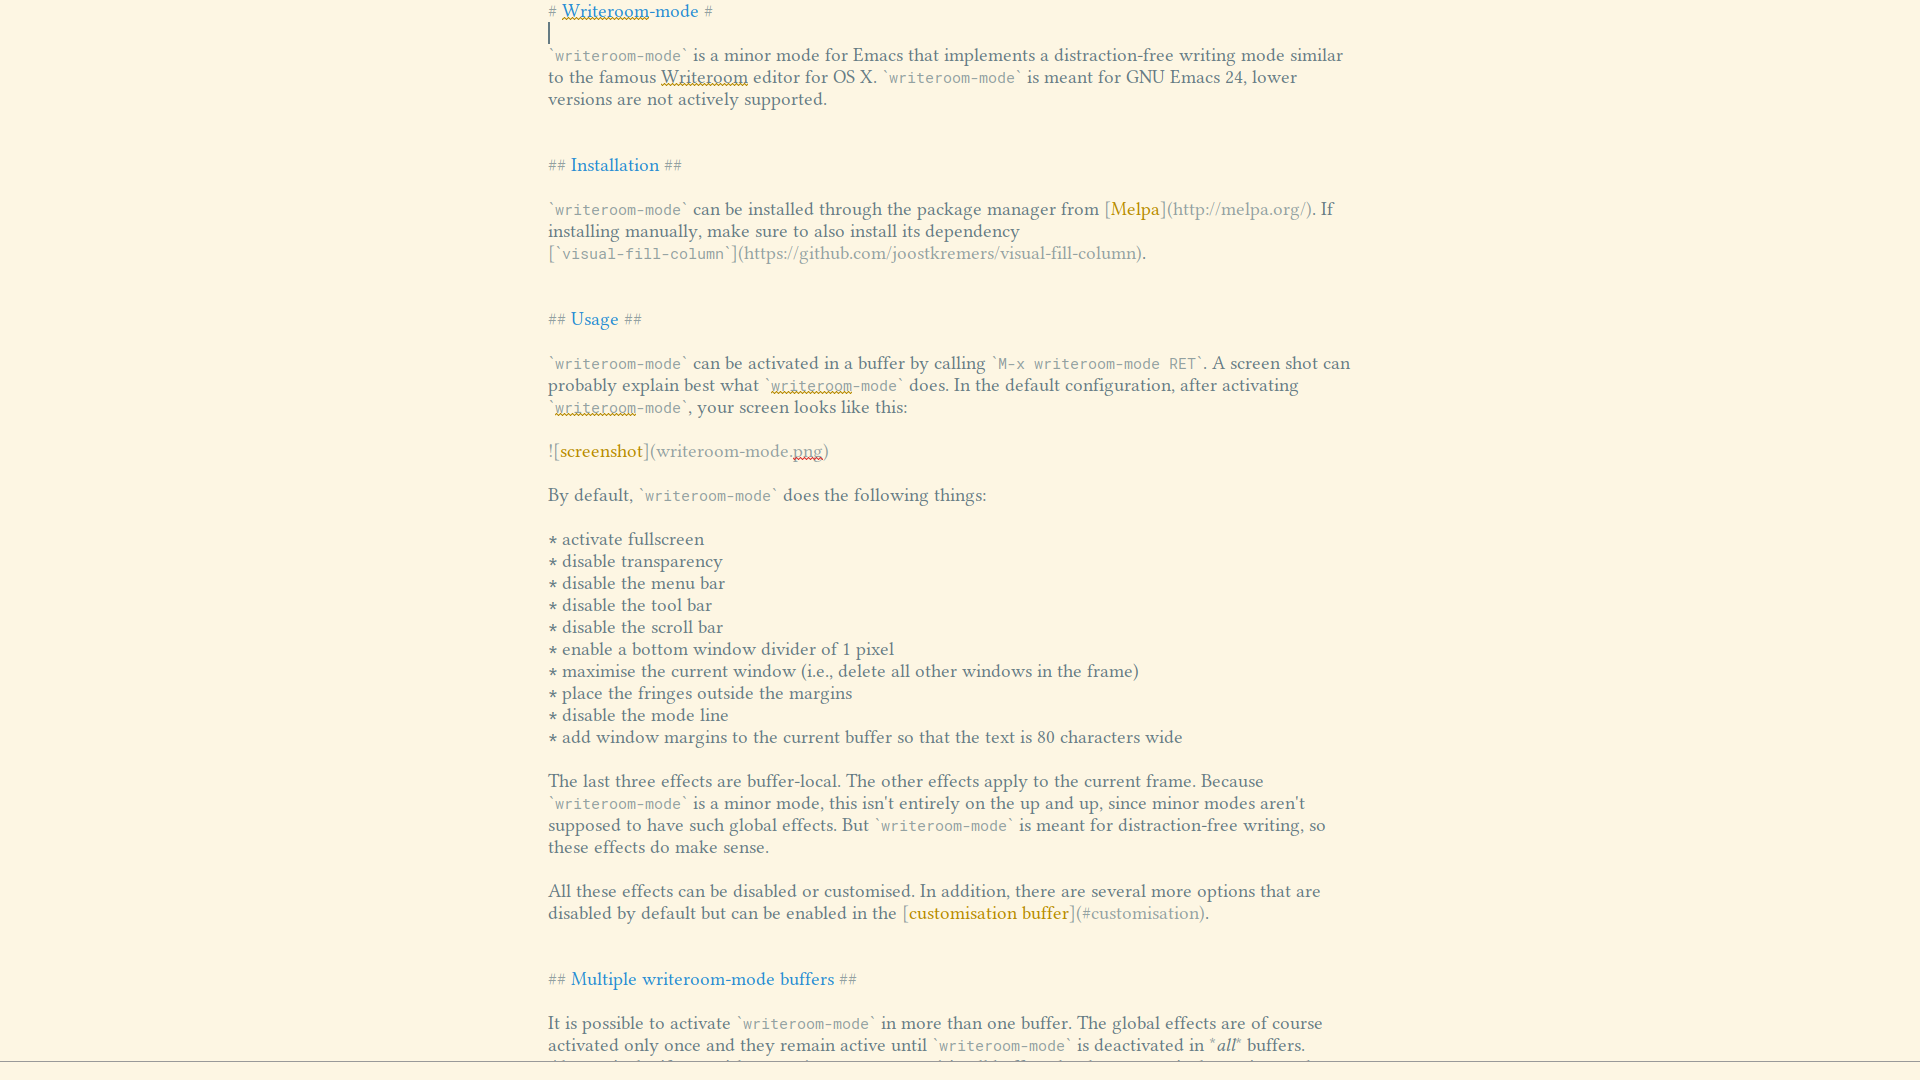 # Writeroom-mode #
`writeroom-mode` is a minor mode for Emacs that implements a distraction-free writing mode similar
to the famous Writeroom editor for OS X. `writeroom-mode` is meant for GNU Emacs 24, lower
versions are not actively supported.
## Installation ##
`writeroom-mode` can be installed through the package manager from [Melpa](http://melpa.org/). If
installing manually, make sure to also install its dependency
[`visual-fill-column`](https://github.com/joostkremers/visual-fill-column).
## Usage ##
`writeroom-mode` can be activated in a buffer by calling `M-x writeroom-mode RET`. A screen shot can
probably explain best what `writeroom-mode` does. In the default configuration, after activating
`writeroom-mode`, your screen looks like this:
![screenshot](writeroom-mode.png)
By default, `writeroom-mode` does the following things:
* activate fullscreen
* disable transparency
* disable the menu bar
* disable the tool bar
* disable the scroll bar
* enable a bottom window divider of 1 pixel
* maximise the current window (i.e., delete all other windows in the frame)
* place the fringes outside the margins
* disable the mode line
* add window margins to the current buffer so that the text is 80 characters wide
The last three effects are buffer-local. The other effects apply to the current frame. Because
`writeroom-mode` is a minor mode, this isn't entirely on the up and up, since minor modes aren't
supposed to have such global effects. But `writeroom-mode` is meant for distraction-free writing, so
these effects do make sense.
All these effects can be disabled or customised. In addition, there are several more options that are
disabled by default but can be enabled in the [customisation buffer](#customisation).
## Multiple writeroom-mode buffers ##
It is possible to activate `writeroom-mode` in more than one buffer. The global effects are of course
activated only once and they remain active until `writeroom-mode` is deactivated in *all* buffers.